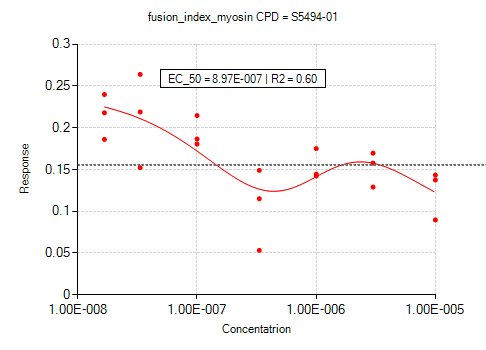 fusion_index_myosin CPD = S5494-01
0.3
EC_50 = 8.97E-007 | R2 = 0.60
0.25
0.2
Response
0.15
0.1
0.05
0
1.00E-008 1.00E-007 1.00E-006 1.00E-005
Concentatrion